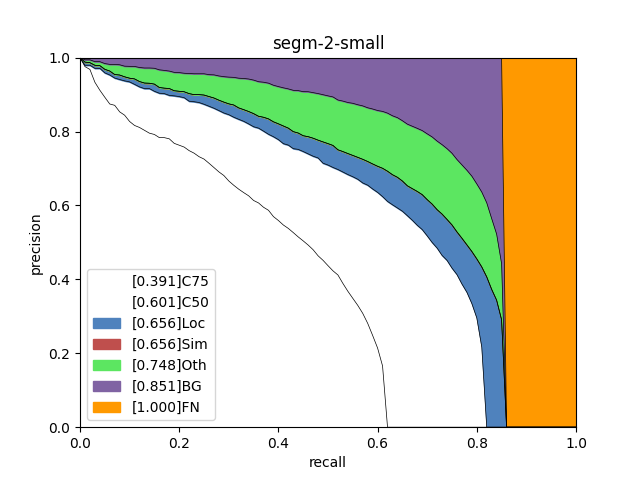 segm-2-small
precision
1.0
0.8
0.6
0.4
0.2
0.0
[0.391]C75
[0.601]C50
[0.656]Loc
[0.656]Sim
[0.748]Oth
[0.851]BG
[1.000]FN
0.0 0.2 0.4 0.6 0.8 1.0
recall